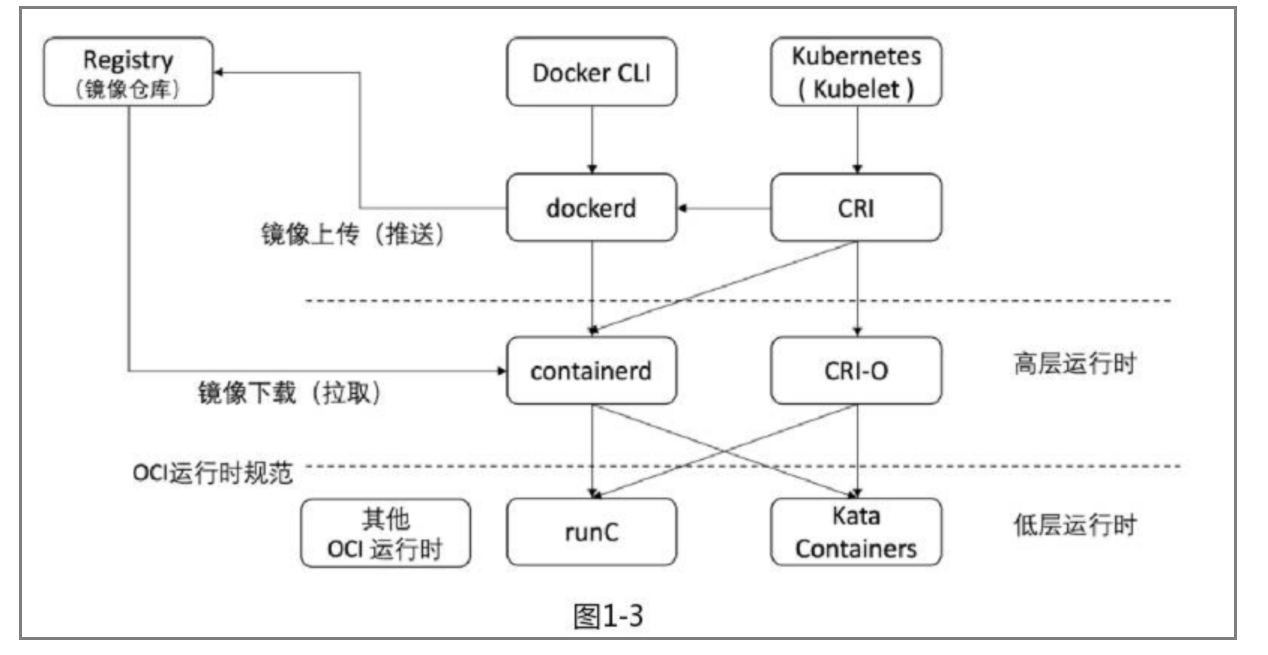 Registry
（镜像仓库）
Docker CLI
Kubernetes
( Kubelet )
dockerd
CRI
镜像上传（推送）
containerd
CRI-O
高层运行时
镜像下载（拉取）
OCI运行时规范
其他
OCI 运行时
runC
Kata
Containers
低层运行时
图1-3